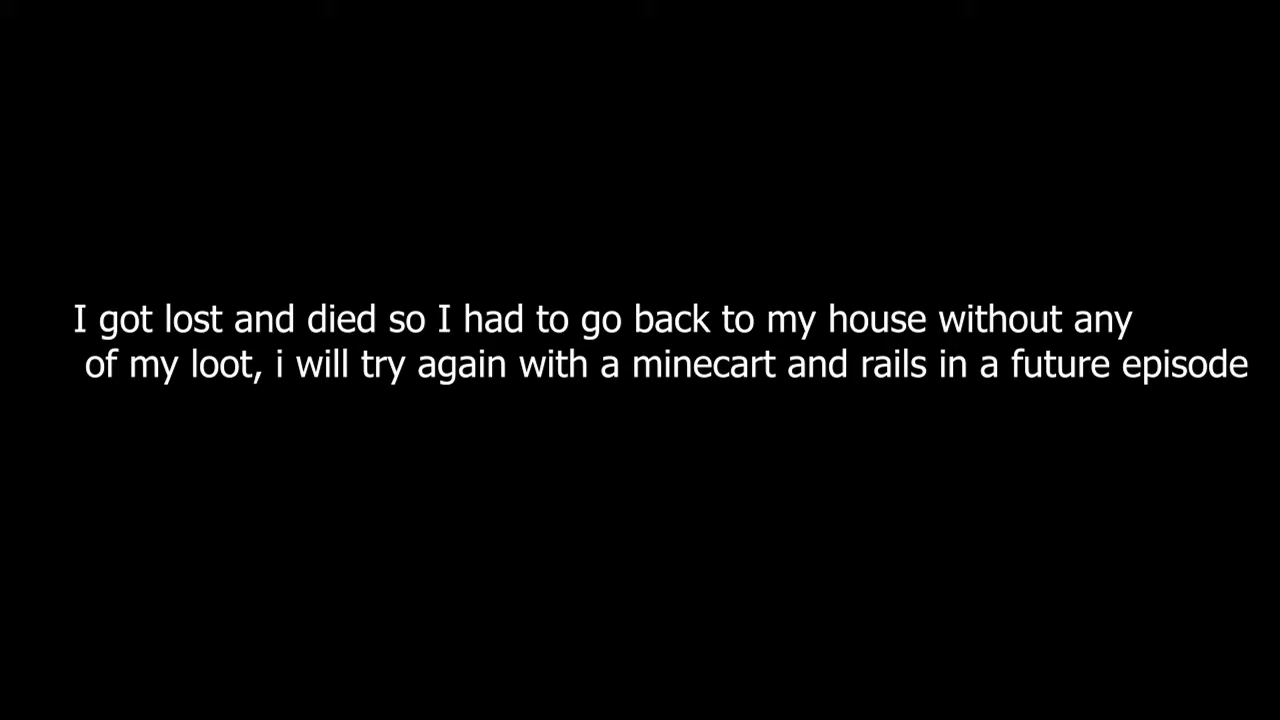 I got lost and died so I had to go back to my house without any
of my loot, i will try again with a minecart and rails in a future episode